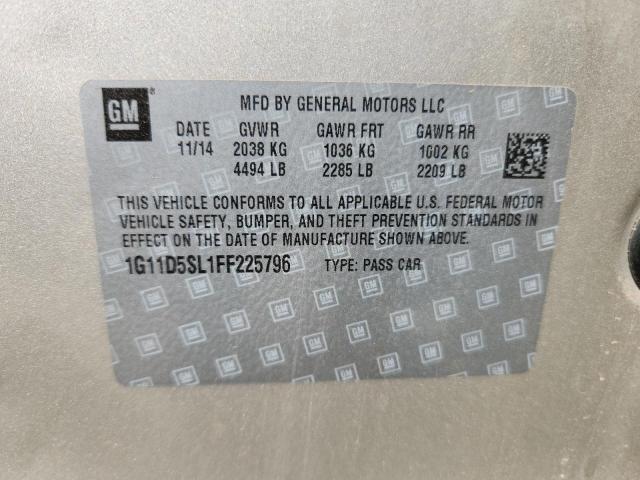 GM ® MFD BY GENERAL MOTORS LLC
DATE GVWR GAWR FRT GAWR RR
11/14 2038 KG 1036 KG 1002 KG
4494 LB 2285 LB 2209 LB
THIS VEHICLE CONFORMS TO ALL APPLICABLE U.S. FEDERAL MOTOR
VEHICLE SAFETY, BUMPER, AND THEFT PREVENTION STANDARDS IN
EFFECT ON THE DATE OF MANUFACTURE SHOWN ABOVE.
1G11D5SL1FF225796 TYPE: PASS CAR